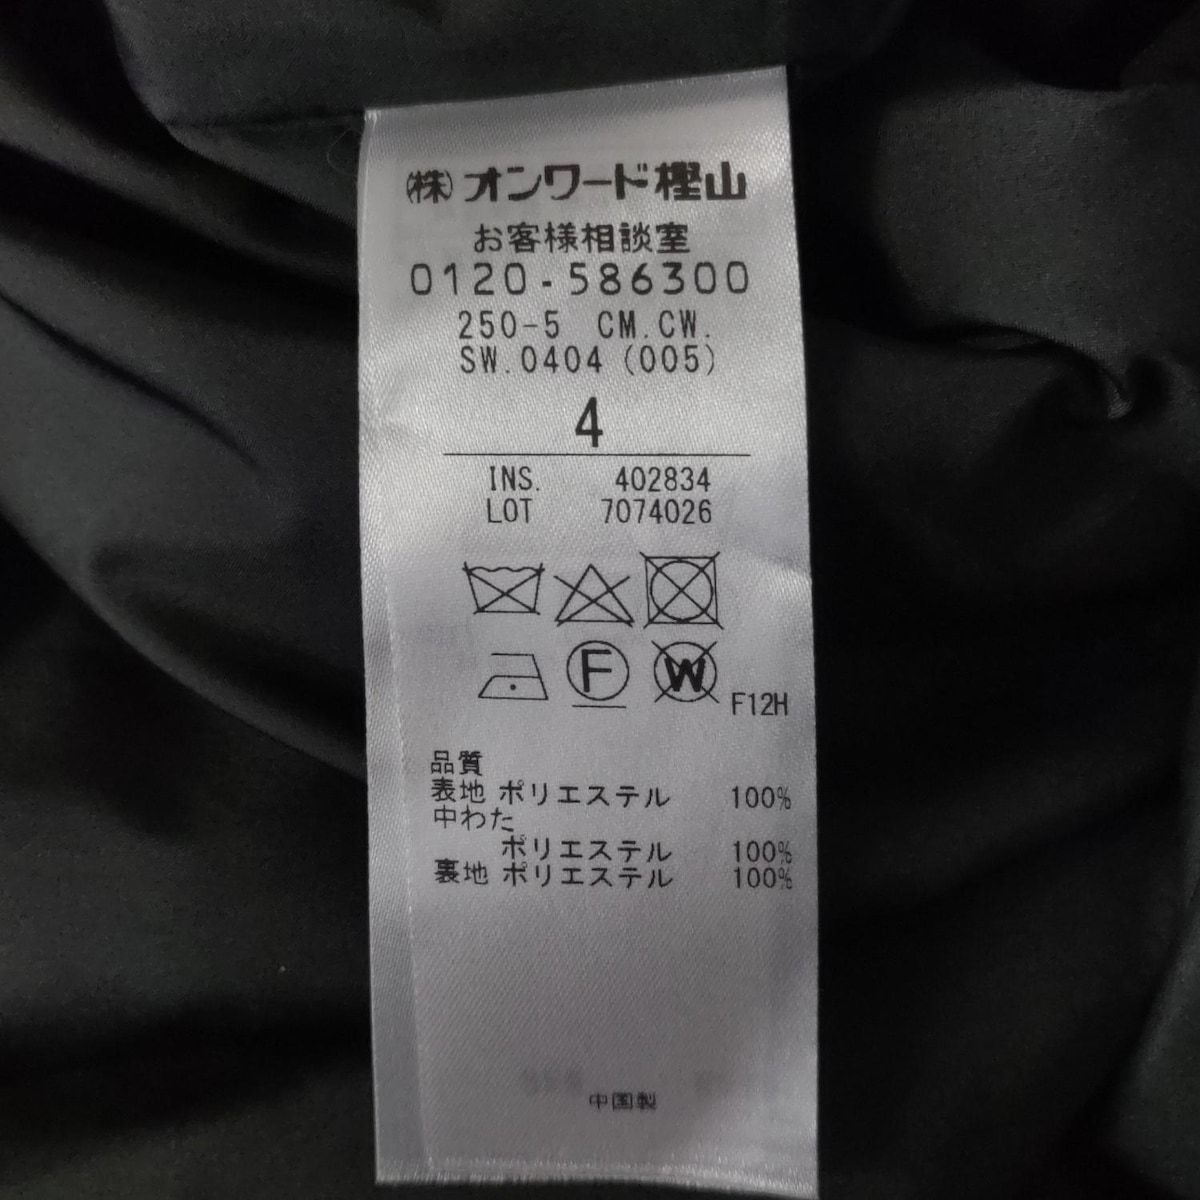 (株)オンワード樫山
お客様相談室
0120-586300
250-5 CM.CW.
SW.0404 (005)
4
INS. 402834
LOT 7074026
F
W
F12H
品質
表地 ポリエステル 100%
中わた
ポリエステル 100%
裏地 ポリエステル 100%
中国製